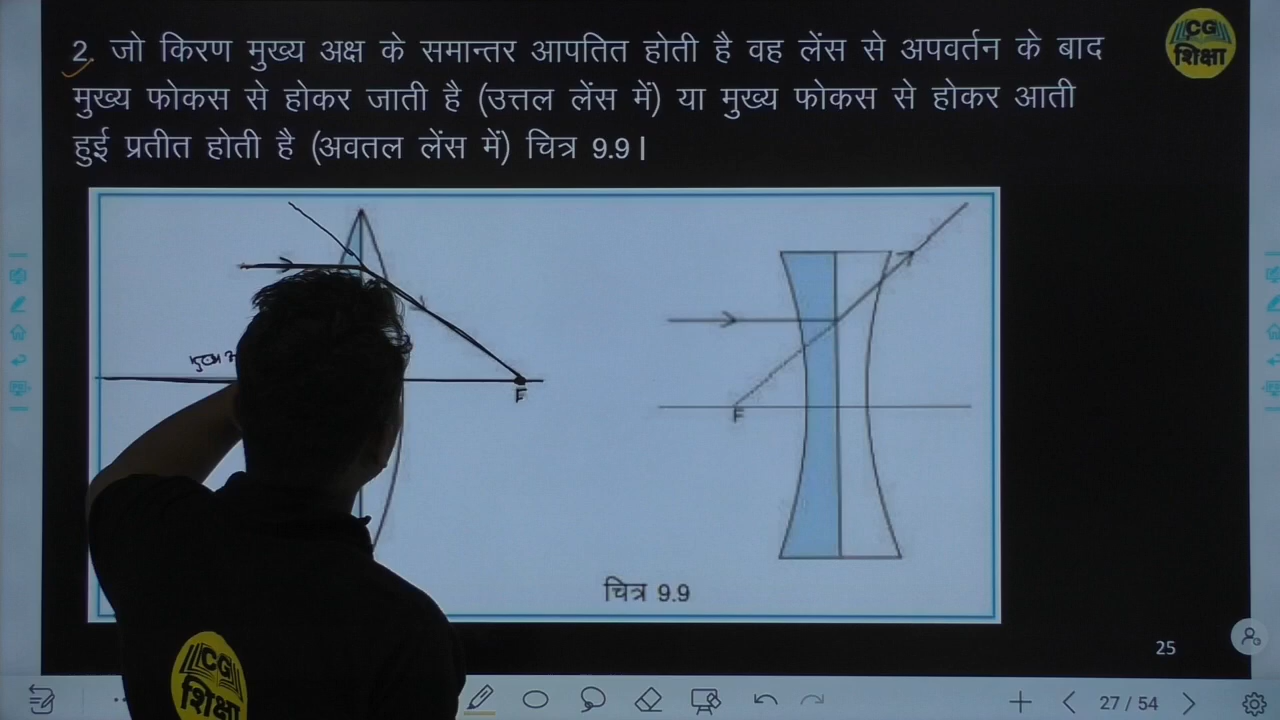 2. जो किरण मुख्य अक्ष के समान्तर आपतित होती है वह लेंस से अपवर्तन के बाद
मुख्य फोकस से होकर जाती है (उत्तल लेंस में) या मुख्य फोकस से होकर आती
हुई प्रतीत होती है (अवतल लेंस में) चित्र 9.9 |
CG
शिक्षा
मुख्य
F
F
चित्र 9.9
25
CG
शिक्षा
27 / 54